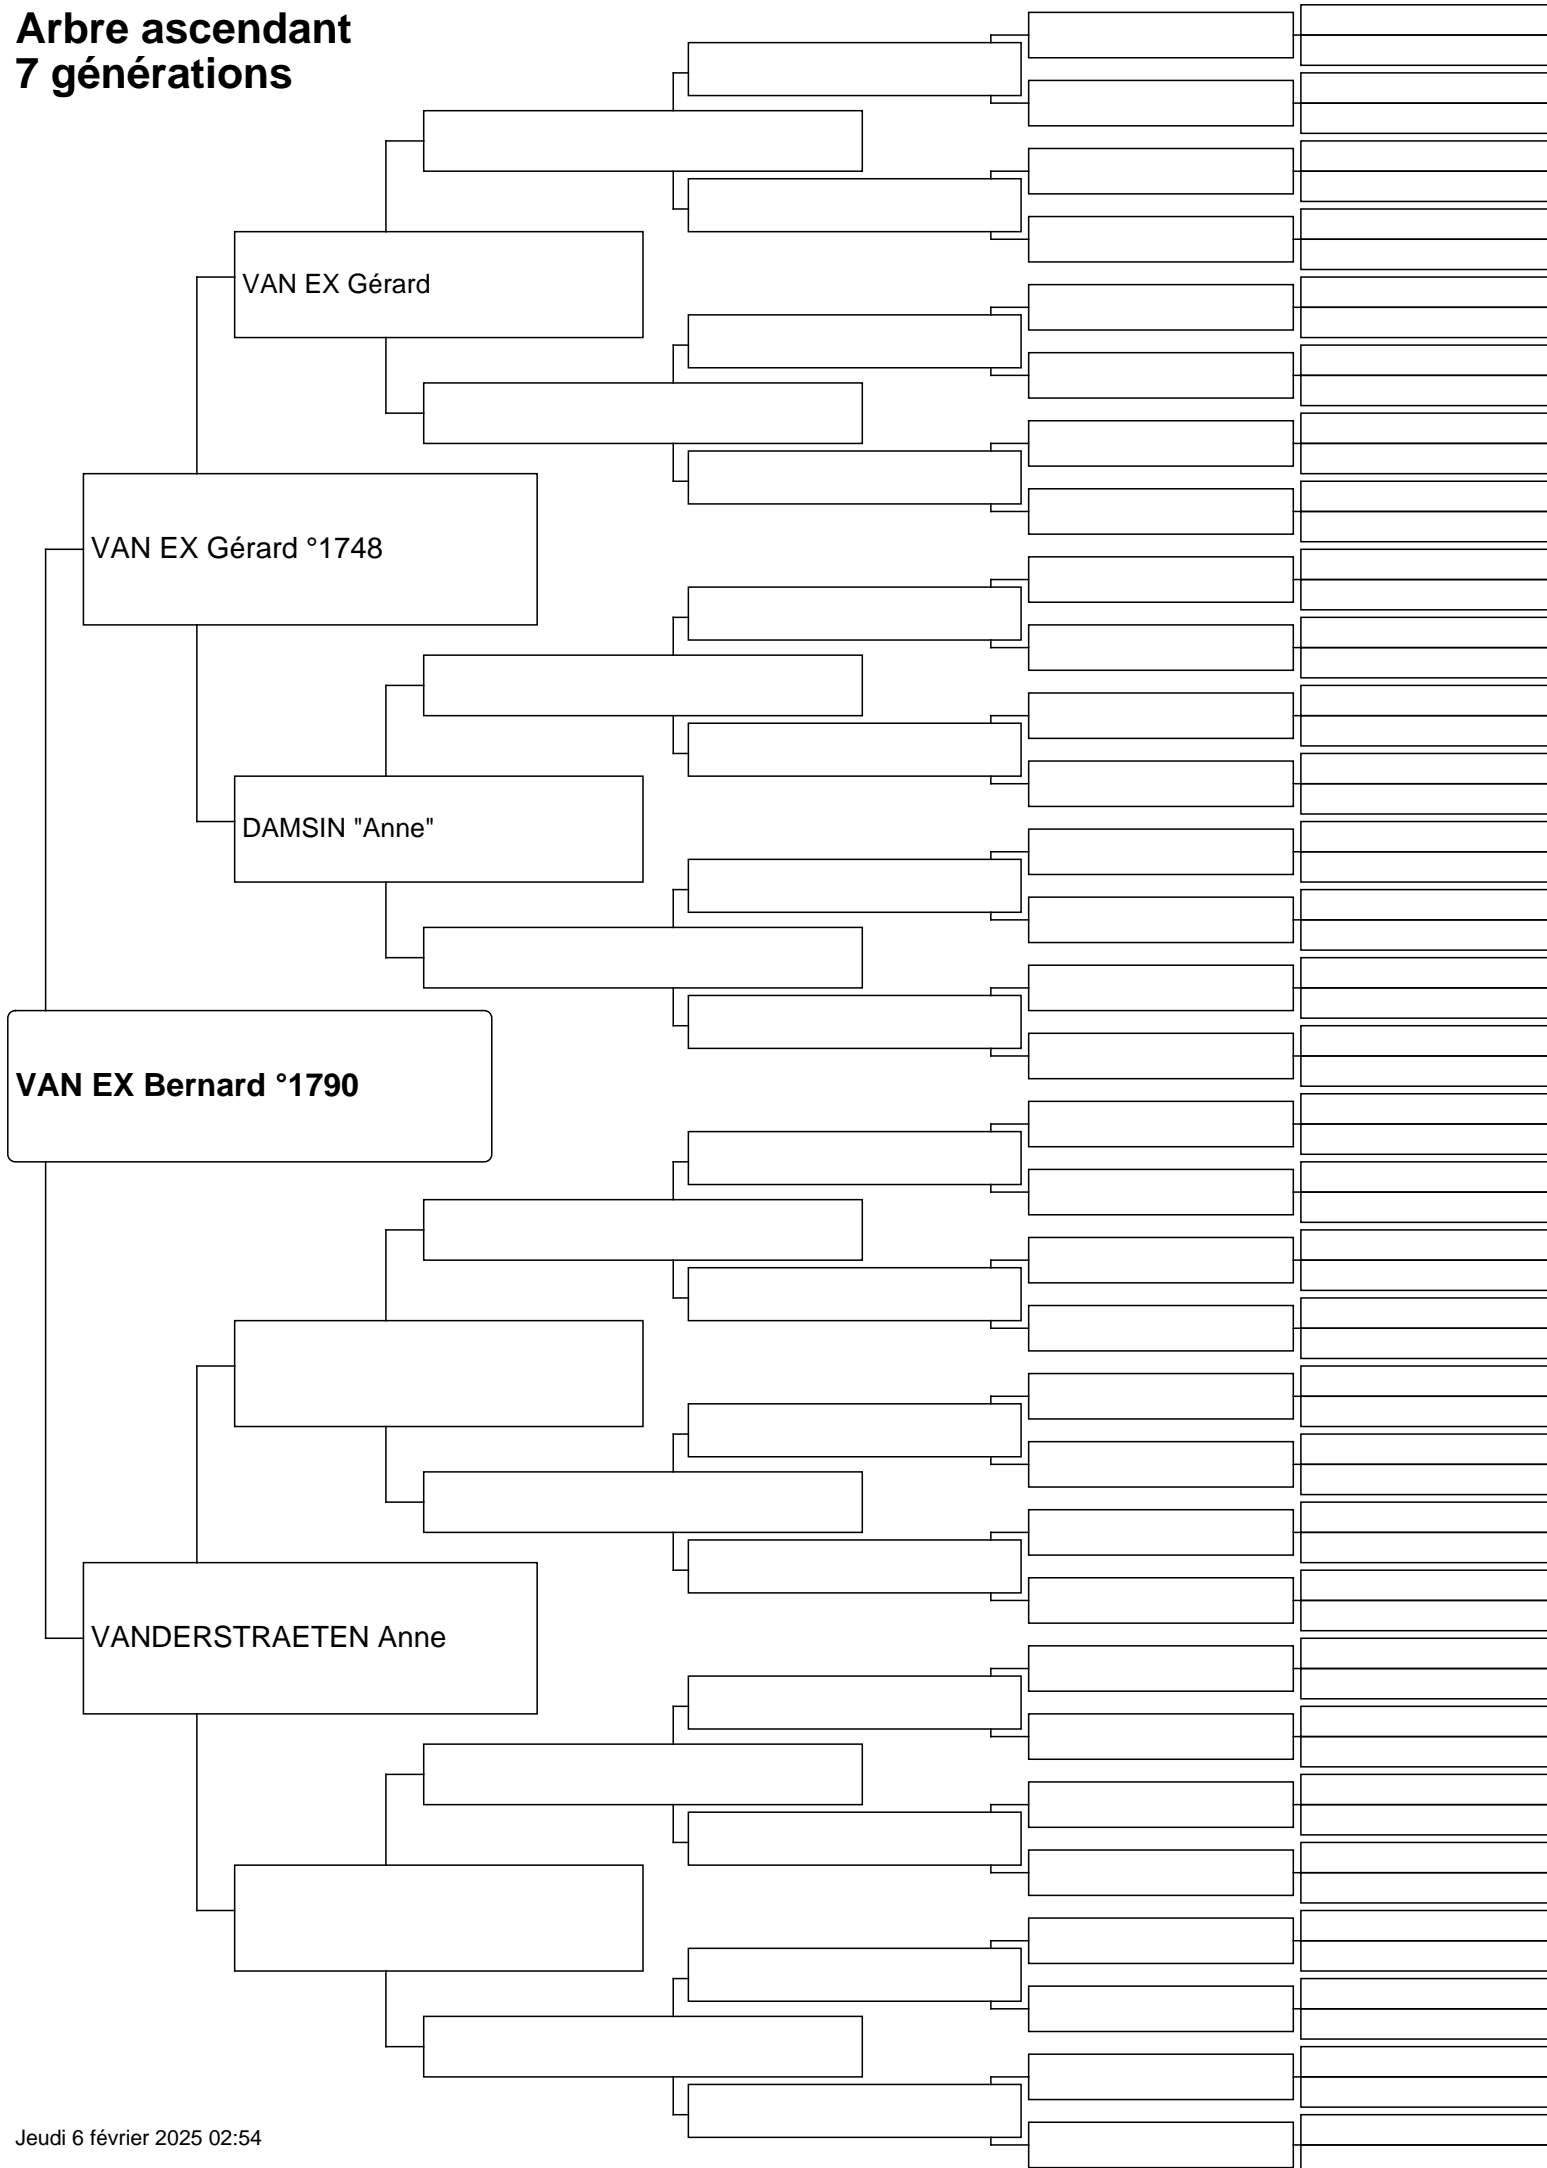 Arbre ascendant
7 générations
VAN EX Gérard
VAN EX Gérard °1748
DAMSIN "Anne"
VAN EX Bernard °1790
VANDERSTRAETEN Anne
Jeudi 6 février 2025 02:54